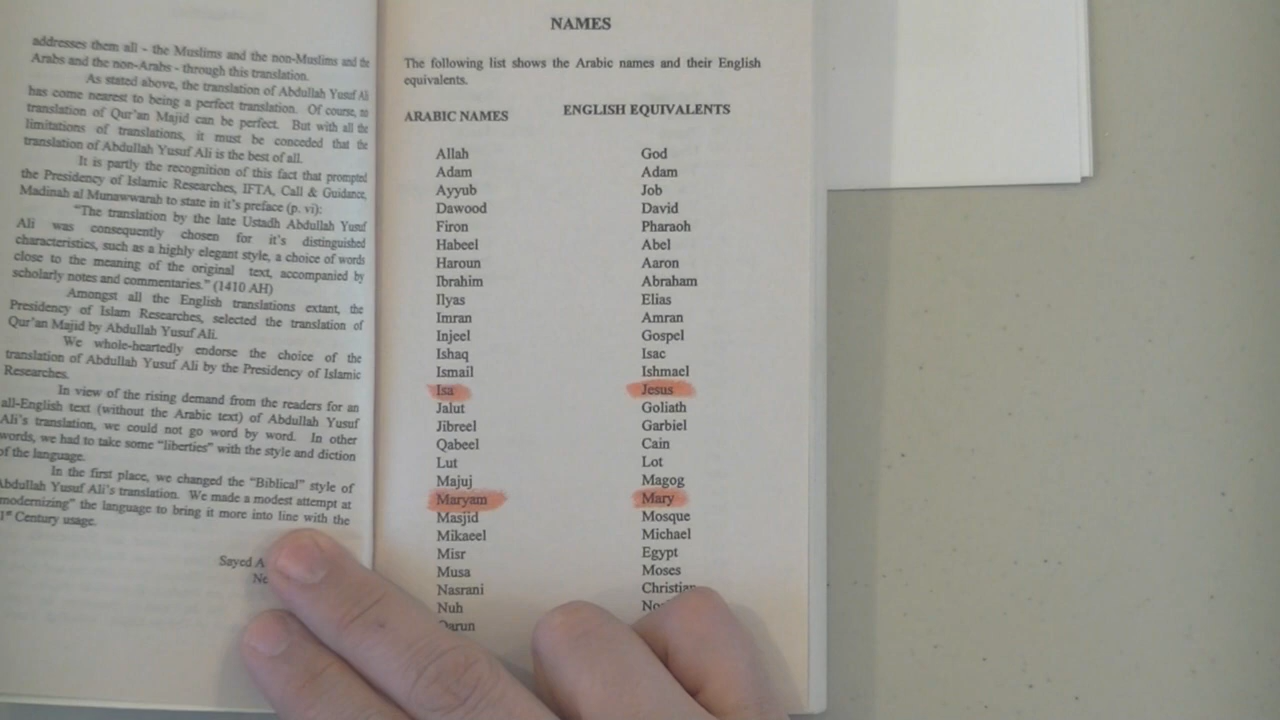 addresses them all - the Muslims and the non-Muslims and the
Arabs and the non-Arabs - through this translation.
As stated above, the translation of Abdullah Yusuf Ali
has come nearest to being a perfect translation. Of course, no
translation of Qur'an Majid can be perfect. But with all the
limitations of translations, it must be conceded that the
translation of Abdullah Yusuf Ali is the best of all.
It is partly the recognition of this fact that prompted
the Presidency of Islamic Researches, IFTA, Call & Guidance,
Madinah al Munawwarah to state in it's preface (p. vi):
"The translation by the late Ustadh Abdullah Yusuf
Ali was consequently chosen for it's distinguished
characteristics, such as a highly elegant style, a choice of words
close to the meaning of the original text, accompanied by
scholarly notes and commentaries." (1410 AH)
Amongst all the English translations extant, the
Presidency of Islam Researches, selected the translation of
Qur'an Majid by Abdullah Yusuf Ali.
We whole-heartedly endorse the choice of the
translation of Abdullah Yusuf Ali by the Presidency of Islamic
Researches.
In view of the rising demand from the readers for an
all-English text (without the Arabic text) of Abdullah Yusuf
Ali's translation, we could not go word by word. In other
words, we had to take some "liberties" with the style and diction
of the language.
In the first place, we changed the "Biblical" style of
Abdullah Yusuf Ali's translation. We made a modest attempt at
modernizing" the language to bring it more into line with the
1st Century usage.
Sayed A
Ne
NAMES
The following list shows the Arabic names and their English
equivalents.
ARABIC NAMES ENGLISH EQUIVALENTS
Allah God
Adam Adam
Ayyub Job
Dawood David
Firon Pharaoh
Habeel Abel
Haroun Aaron
Ibrahim Abraham
Ilyas Elias
Imran Amran
Injeel Gospel
Ishaq Isac
Ismail Ishmael
Isa Jesus
Jalut Goliath
Jibreel Garbiel
Qabeel Cain
Lut Lot
Majuj Magog
Maryam Mary
Masjid Mosque
Mikaeel Michael
Misr Egypt
Musa Moses
Nasrani Christian
Nuh No
Qarun